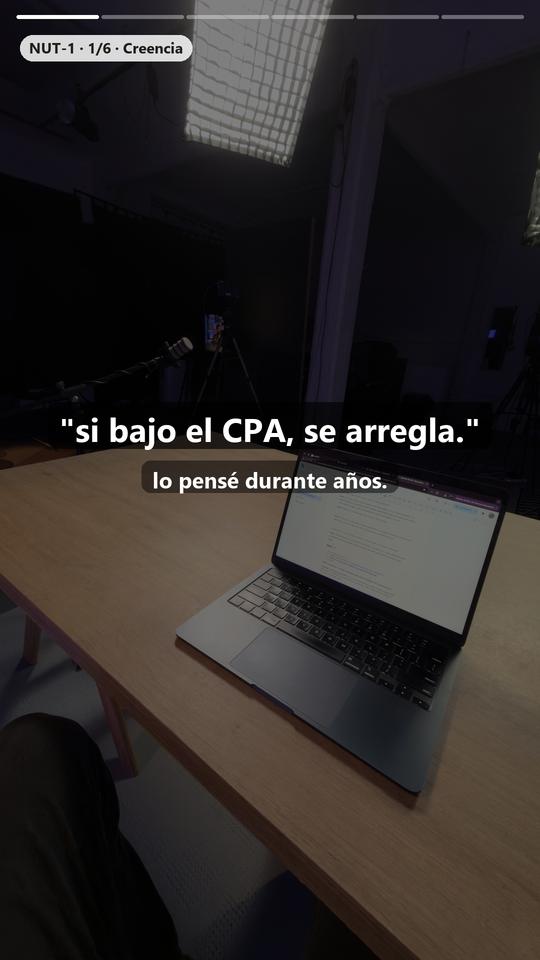 NUT-1 · 1/6 · Creencia
"si bajo el CPA, se arregla."
lo pensé durante años.